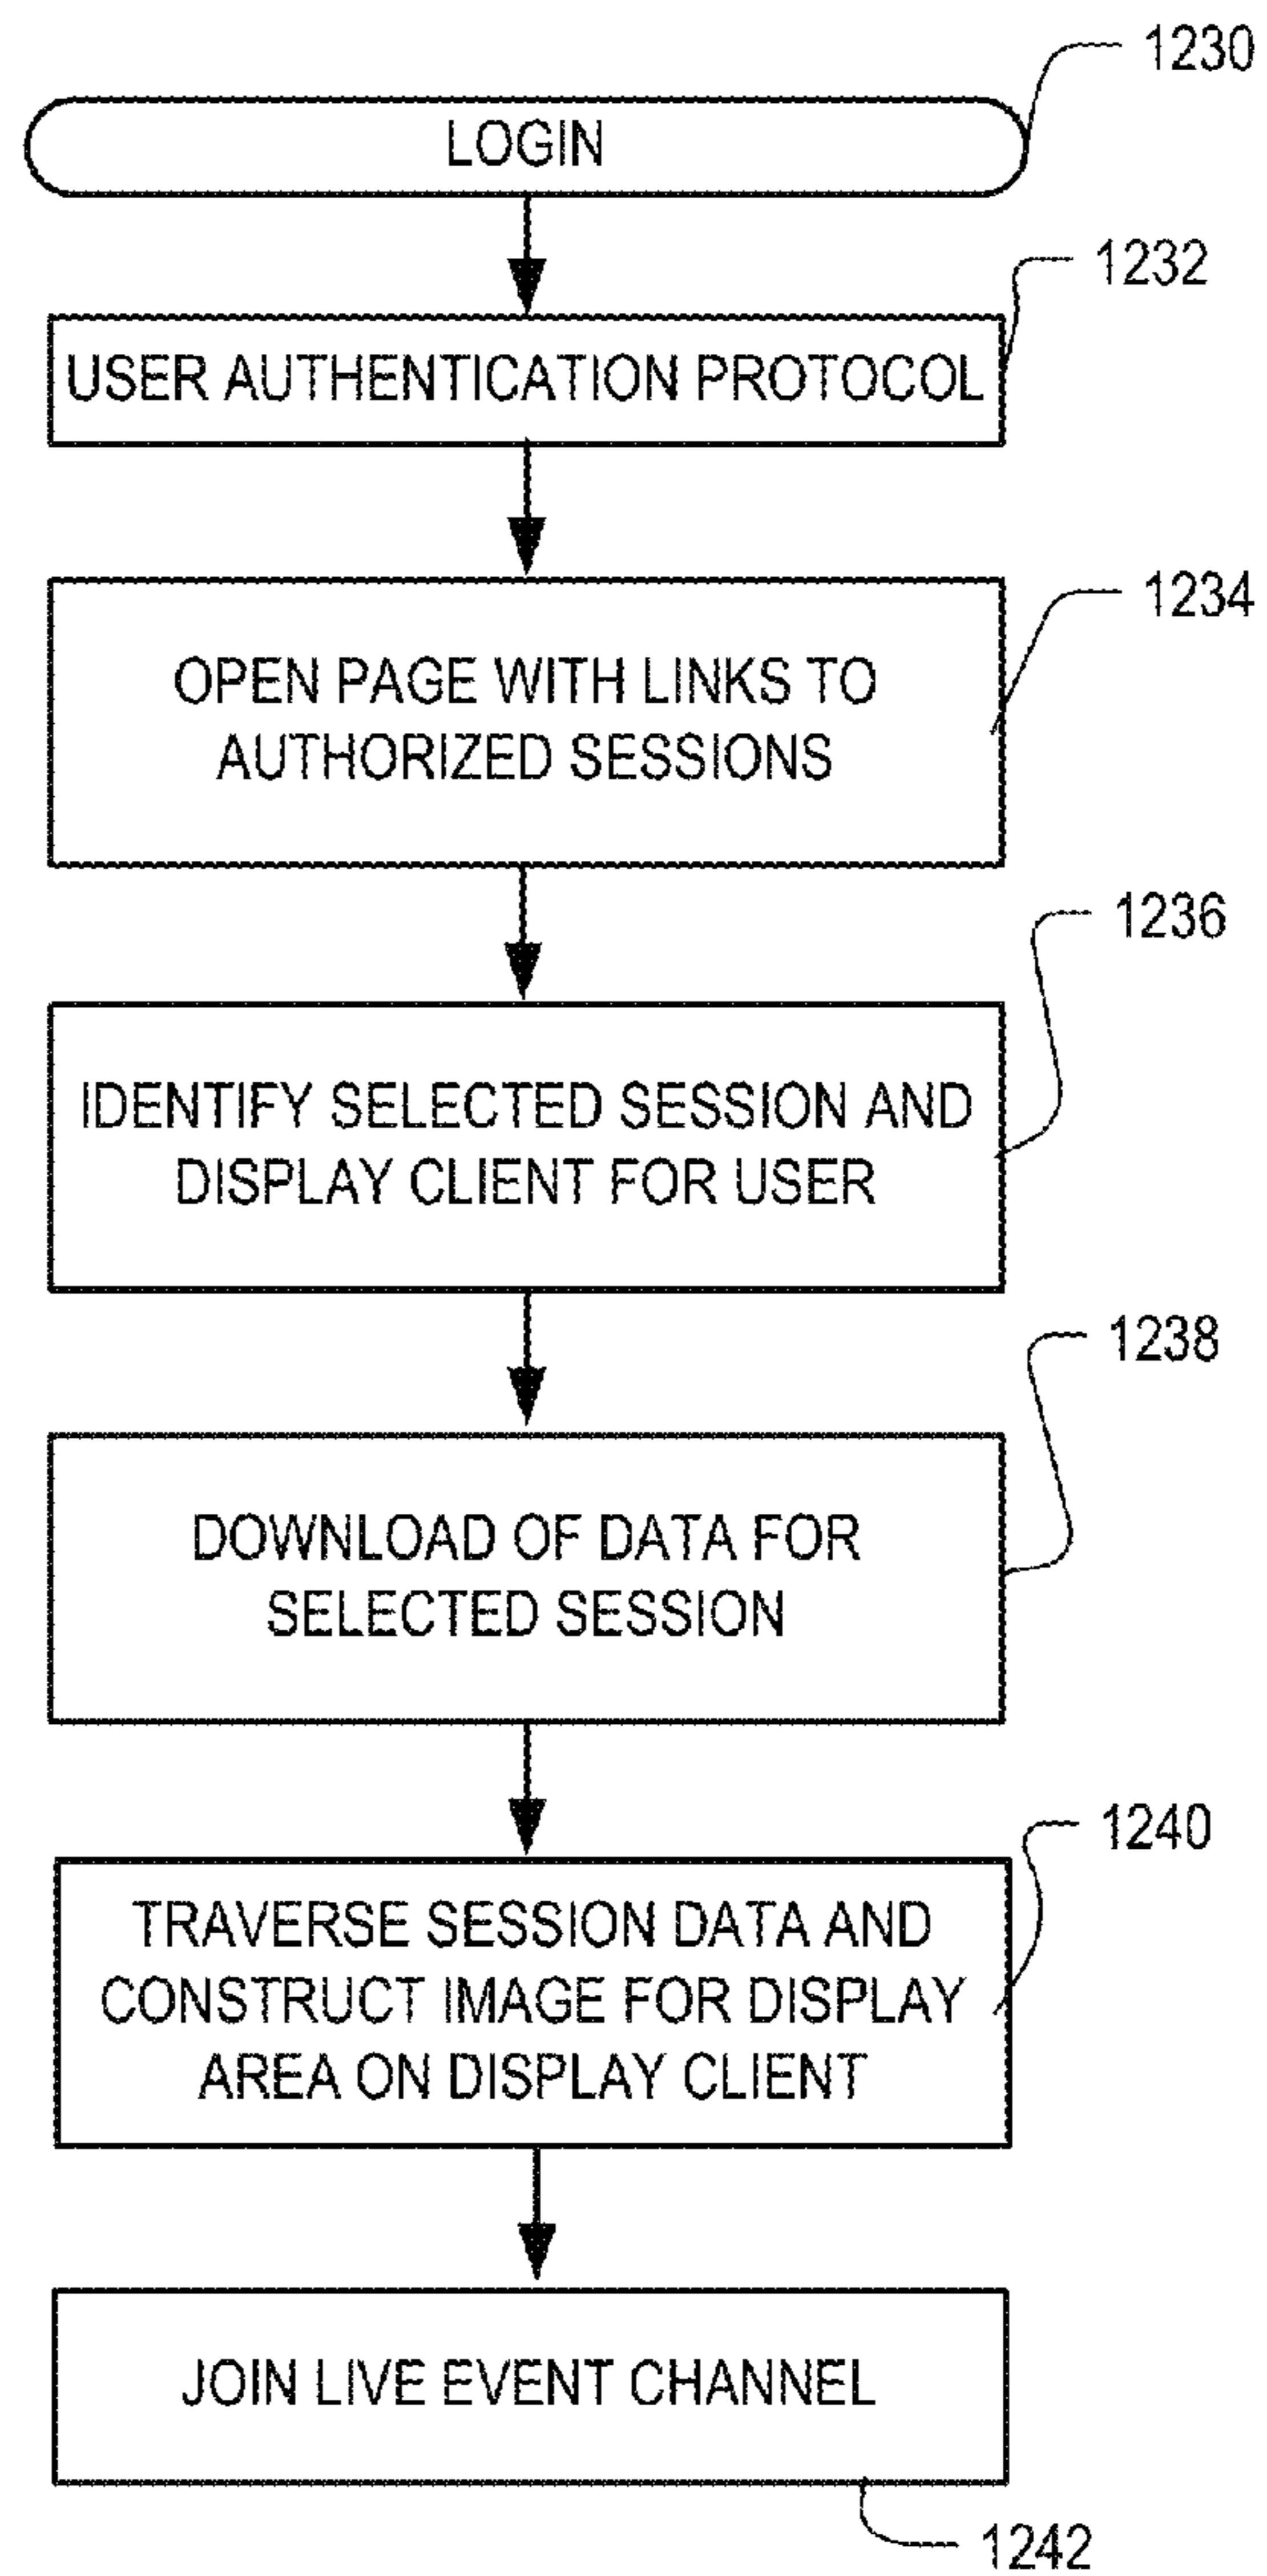 1230
LOGIN
1232
USER AUTHENTICATION PROTOCOL
1234
OPEN PAGE WITH LINKS TO
AUTHORIZED SESSIONS
1236
IDENTIFY SELECTED SESSION AND
DISPLAY CLIENT FOR USER
1238
DOWNLOAD OF DATA FOR
SELECTED SESSION
1240
TRAVERSE SESSION DATA AND
CONSTRUCT IMAGE FOR DISPLAY
AREA ON DISPLAY CLIENT
JOIN LIVE EVENT CHANNEL
1242